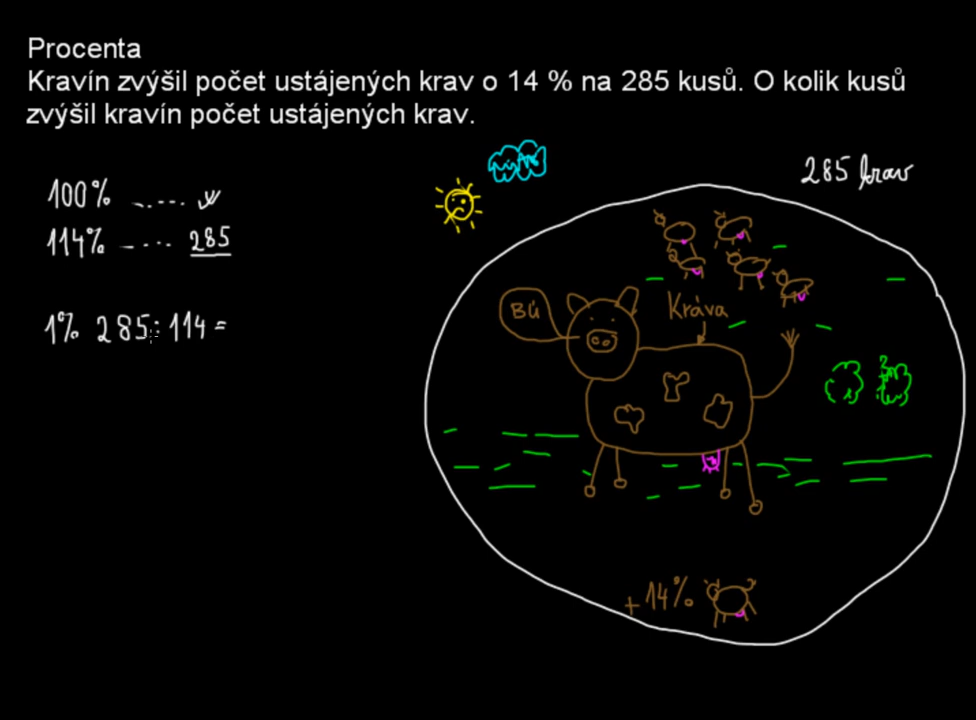 Procenta
Kravín zvýšil počet ustájených krav o 14 % na 285 kusů. O kolik kusů
zvýšil kravín počet ustájených krav.
285 krav
100% .....
114% .... 285
1% 285:114 =
Bú
Kráva
+14%